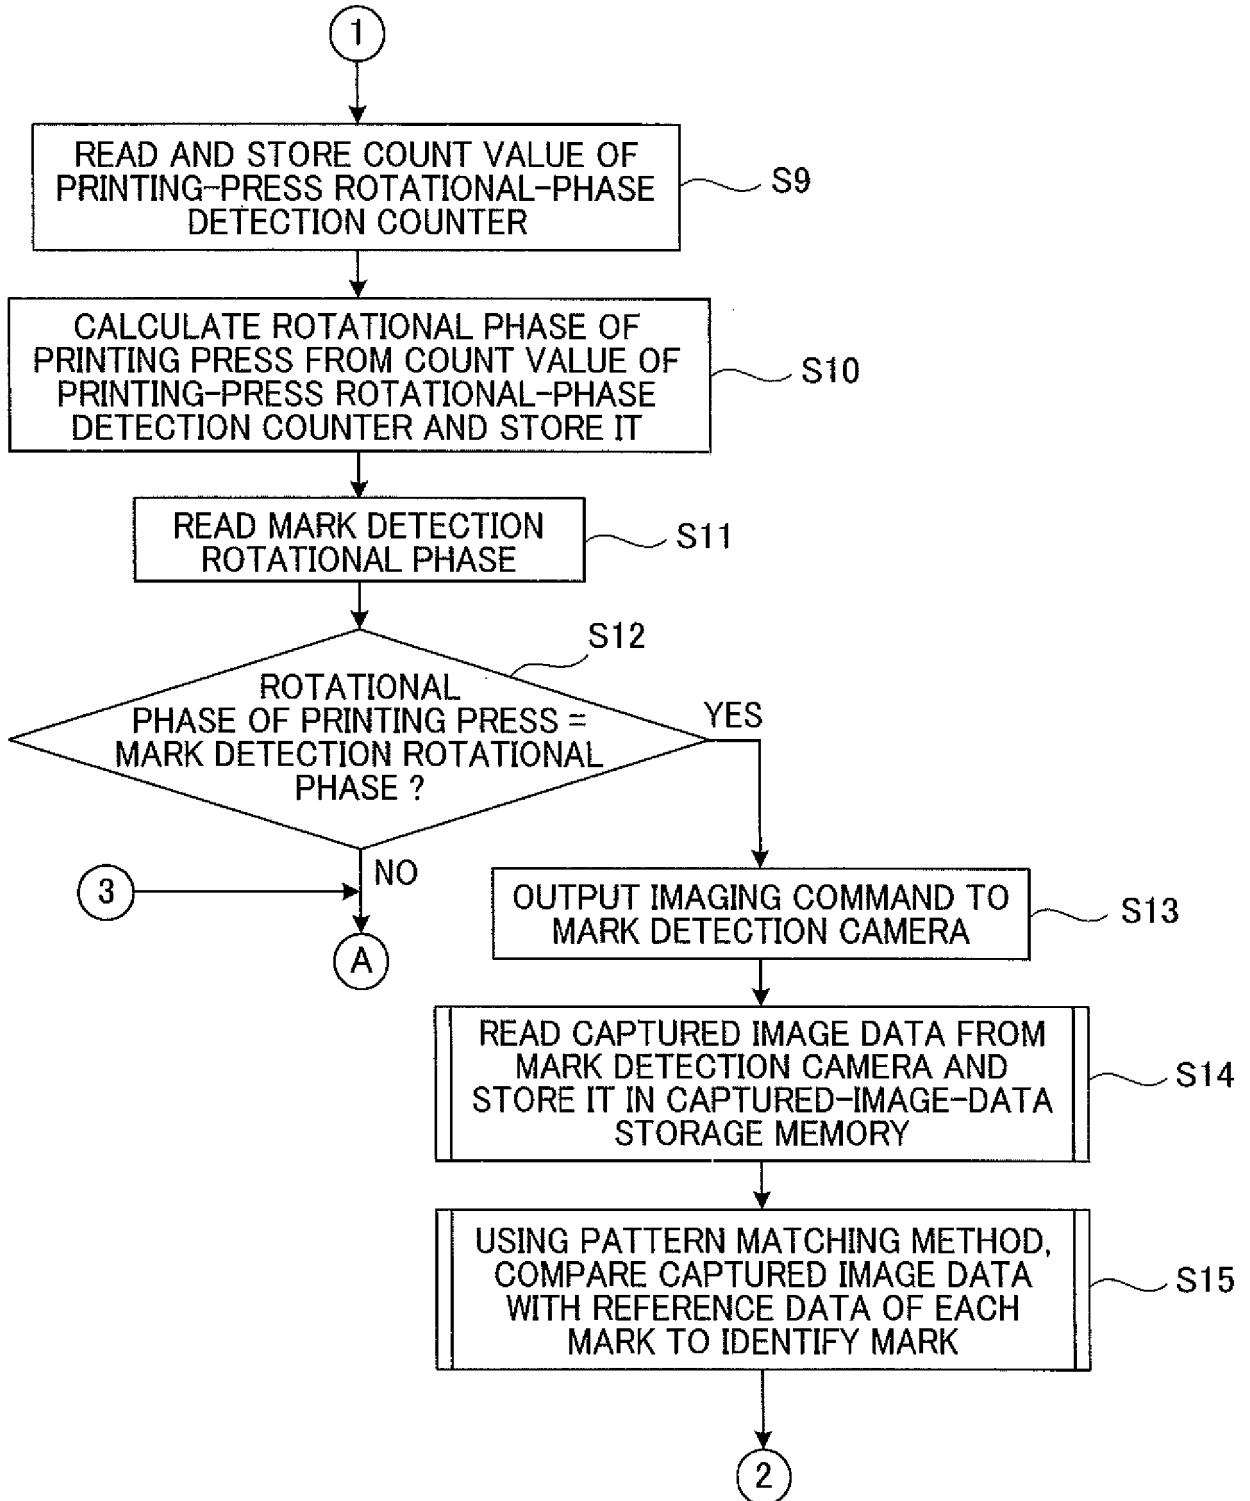 1
READ AND STORE COUNT VALUE OF
PRINTING-PRESS ROTATIONAL-PHASE
DETECTION COUNTER
S9
CALCULATE ROTATIONAL PHASE OF
PRINTING PRESS FROM COUNT VALUE OF
PRINTING-PRESS ROTATIONAL-PHASE
DETECTION COUNTER AND STORE IT
S10
READ MARK DETECTION
ROTATIONAL PHASE
S11
S12
ROTATIONAL
PHASE OF PRINTING PRESS =
MARK DETECTION ROTATIONAL
PHASE ?
YES
NO
3
A
OUTPUT IMAGING COMMAND TO
MARK DETECTION CAMERA
S13
READ CAPTURED IMAGE DATA FROM
MARK DETECTION CAMERA AND
STORE IT IN CAPTURED-IMAGE-DATA
STORAGE MEMORY
S14
USING PATTERN MATCHING METHOD,
COMPARE CAPTURED IMAGE DATA
WITH REFERENCE DATA OF EACH
MARK TO IDENTIFY MARK
S15
2